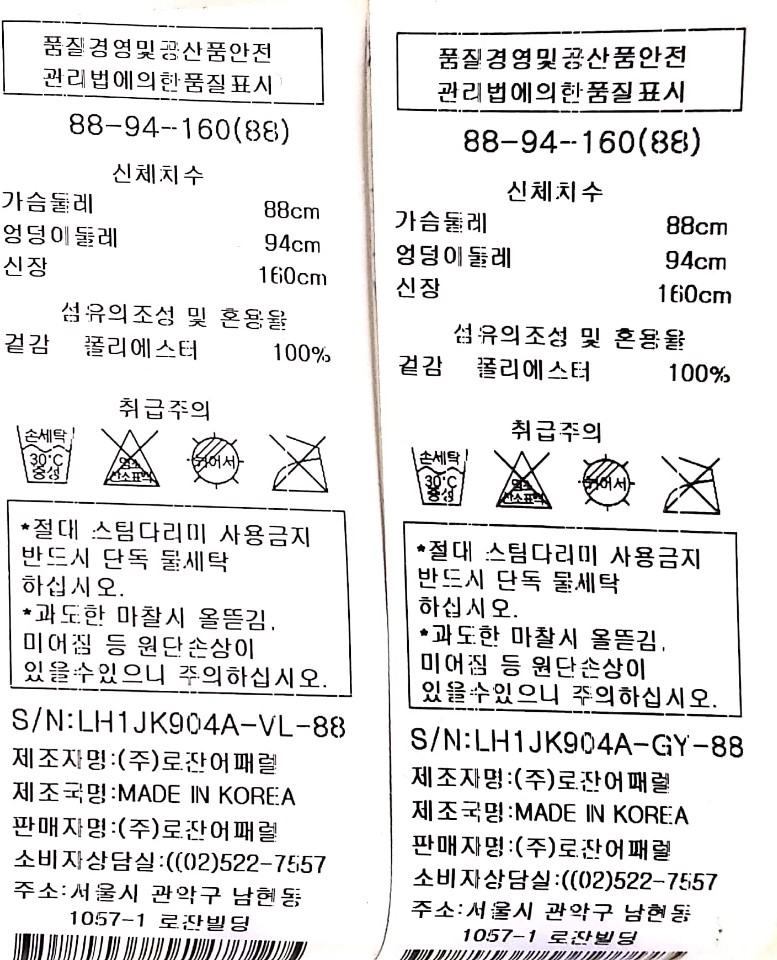 품질경영및공산품안전
관리법에의한품질표시
88-94--160(88)
신체치수
가슴둘레 88cm
엉덩이둘레 94cm
신장 160cm
섬유의조성 및 혼용율
겉감 폴리에스터 100%
취급주의
손세탁
30°C
중성
염소
산소표백
뉘어서
*절대 스팀다리미 사용금지
반드시 단독 물세탁
하십시오.
*과도한 마찰시 올뜯김,
미어짐 등 원단손상이
있을수있으니 주의하십시오.
S/N:LH1JK904A-VL-88
제조자명:(주)로잔어패럴
제조국명:MADE IN KOREA
판매자명:(주)로잔어패럴
소비자상담실:((02)522-7557
주소:서울시 관악구 남현동
1057-1 로잔빌딩
품질경영및공산품안전
관리법에의한품질표시
88-94--160(88)
신체치수
가슴둘레 88cm
엉덩이둘레 94cm
신장 160cm
섬유의조성 및 혼용율
겉감 폴리에스터 100%
취급주의
손세탁
30°C
중성
염소
산소표백
뉘어서
*절대 스팀다리미 사용금지
반드시 단독 물세탁
하십시오.
*과도한 마찰시 올뜯김,
미어짐 등 원단손상이
있을수있으니 주의하십시오.
S/N:LH1JK904A-GY-88
제조자명:(주)로잔어패럴
제조국명:MADE IN KOREA
판매자명:(주)로잔어패럴
소비자상담실:((02)522-7557
주소:서울시 관악구 남현동
1057-1 로잔빌딩